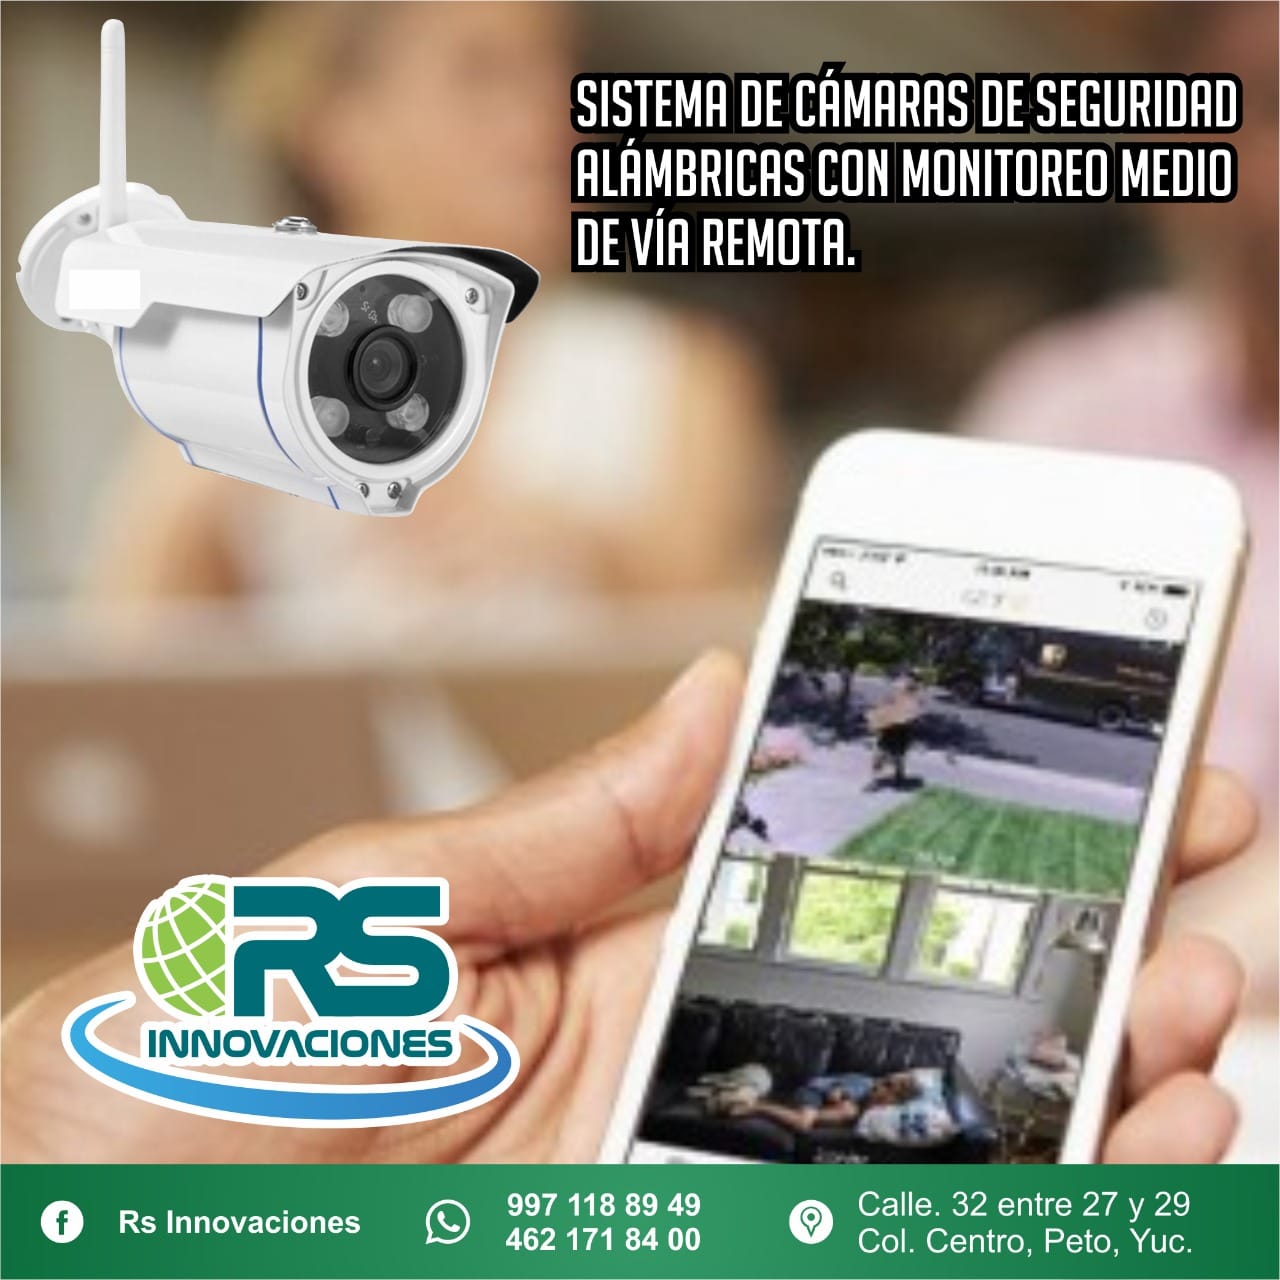 SISTEMA DE CÁMARAS DE SEGURIDAD
ALÁMBRICAS CON MONITOREO MEDIO
DE VÍA REMOTA.
RS
INNOVACIONES
Rs Innovaciones
997 118 89 49
462 171 84 00
Calle. 32 entre 27 y 29
Col. Centro, Peto, Yuc.